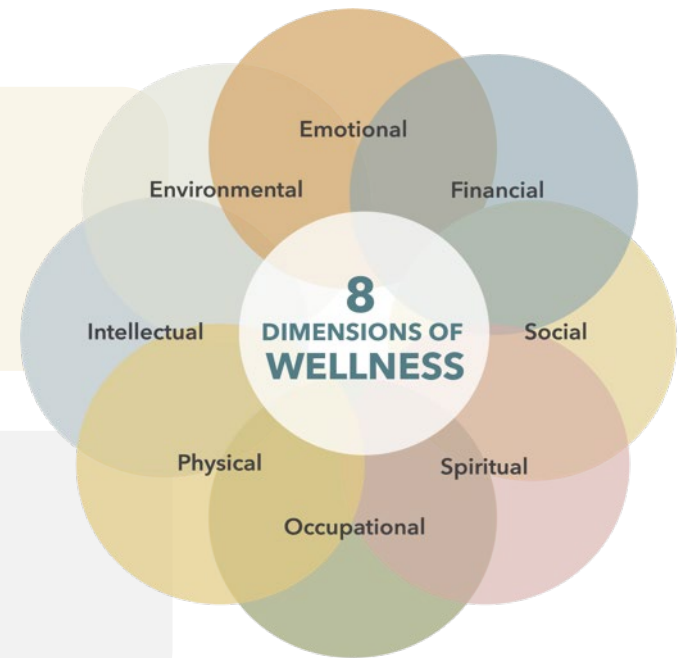 Emotional
Environmental
Financial
8
DIMENSIONS OF
WELLNESS
Intellectual
Social
Physical
Spiritual
Occupational